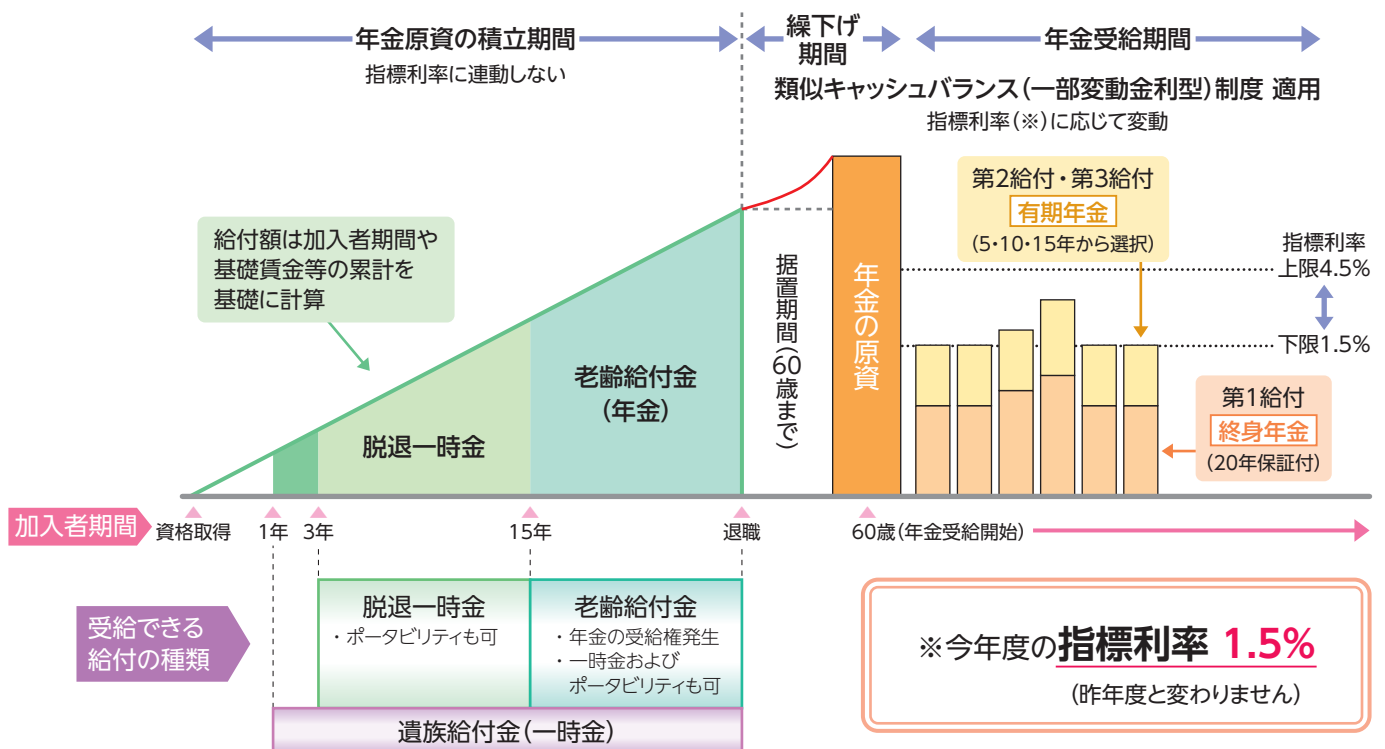 年金原資の積立期間
指標利率に連動しない
繰下げ
期間
年金受給期間
類似キャッシュバランス（一部変動金利型）制度 適用
指標利率（※）に応じて変動
給付額は加入者期間や
基礎賃金等の累計を
基礎に計算
第2給付・第3給付
有期年金
（5・10・15年から選択）
指標利率
上限4.5%
下限1.5%
脱退一時金
老齢給付金
（年金）
据置期間（60歳まで）
年金の原資
第1給付
終身年金
（20年保証付）
加入者期間
資格取得
1年
3年
15年
退職
60歳（年金受給開始）
受給できる
給付の種類
脱退一時金
・ポータビリティも可
老齢給付金
・年金の受給権発生
・一時金および
ポータビリティも可
遺族給付金（一時金）
※今年度の指標利率 1.5%
（昨年度と変わりません）